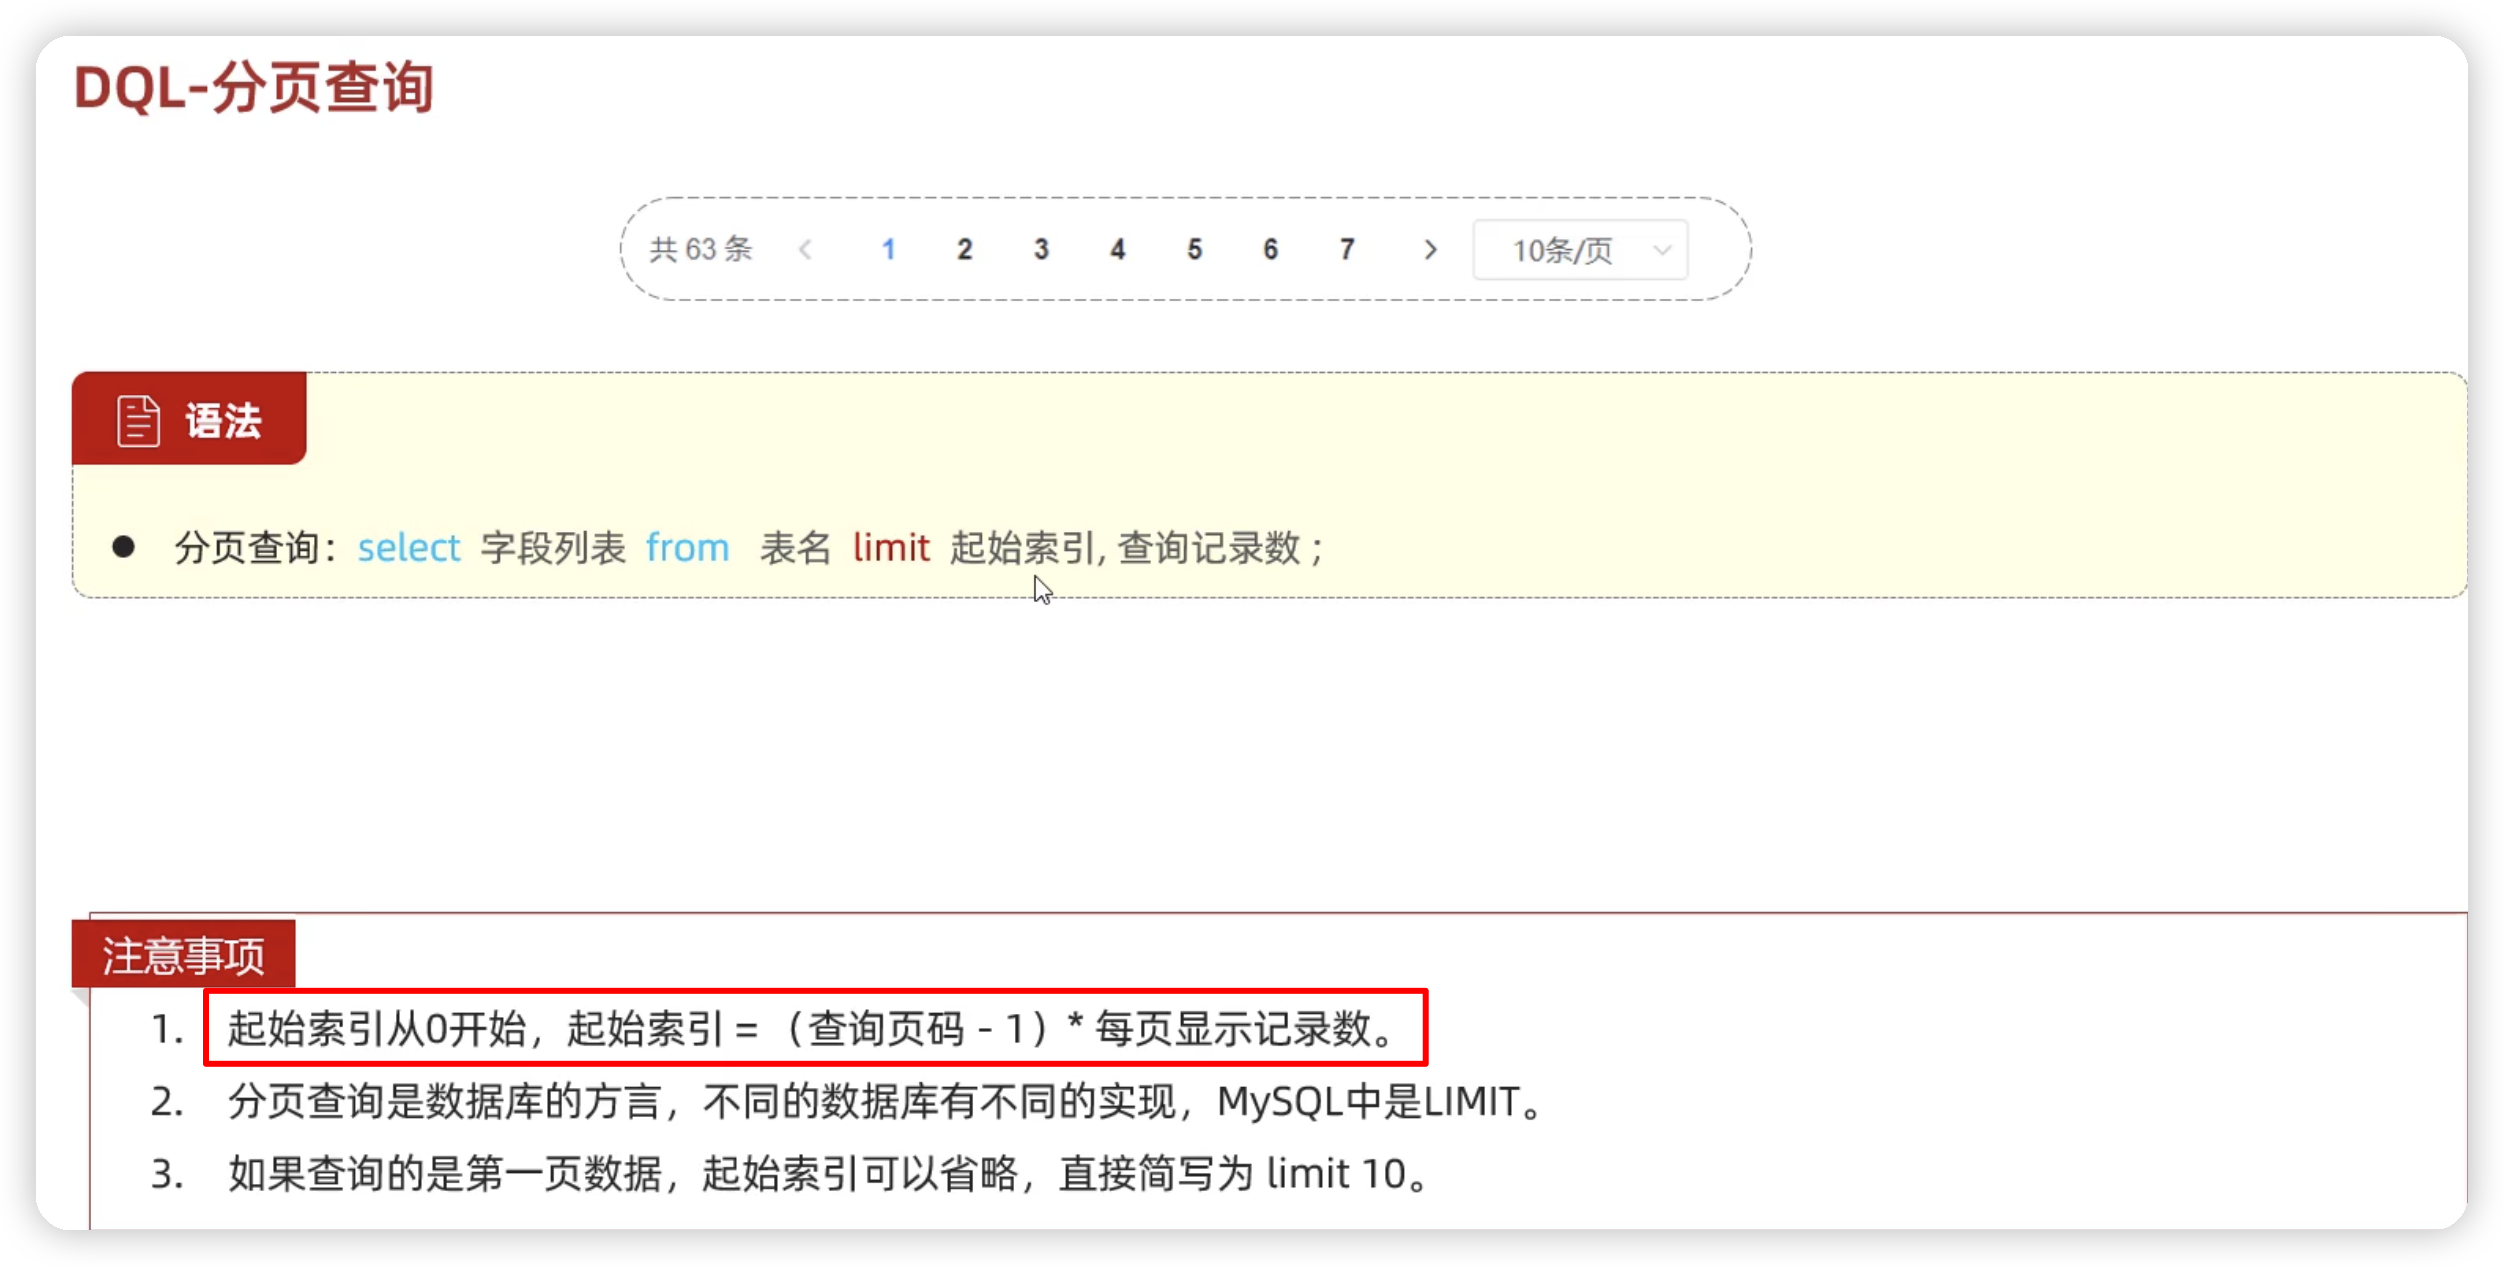 DQL-分页查询
共 63 条 < 1 2 3 4 5 6 7 > 10条/页
语法
● 分页查询：select 字段列表 from 表名 limit 起始索引, 查询记录数 ;
注意事项
1. 起始索引从0开始，起始索引 = （查询页码 - 1）* 每页显示记录数。
2. 分页查询是数据库的方言，不同的数据库有不同的实现，MySQL中是LIMIT。
3. 如果查询的是第一页数据，起始索引可以省略，直接简写为 limit 10。